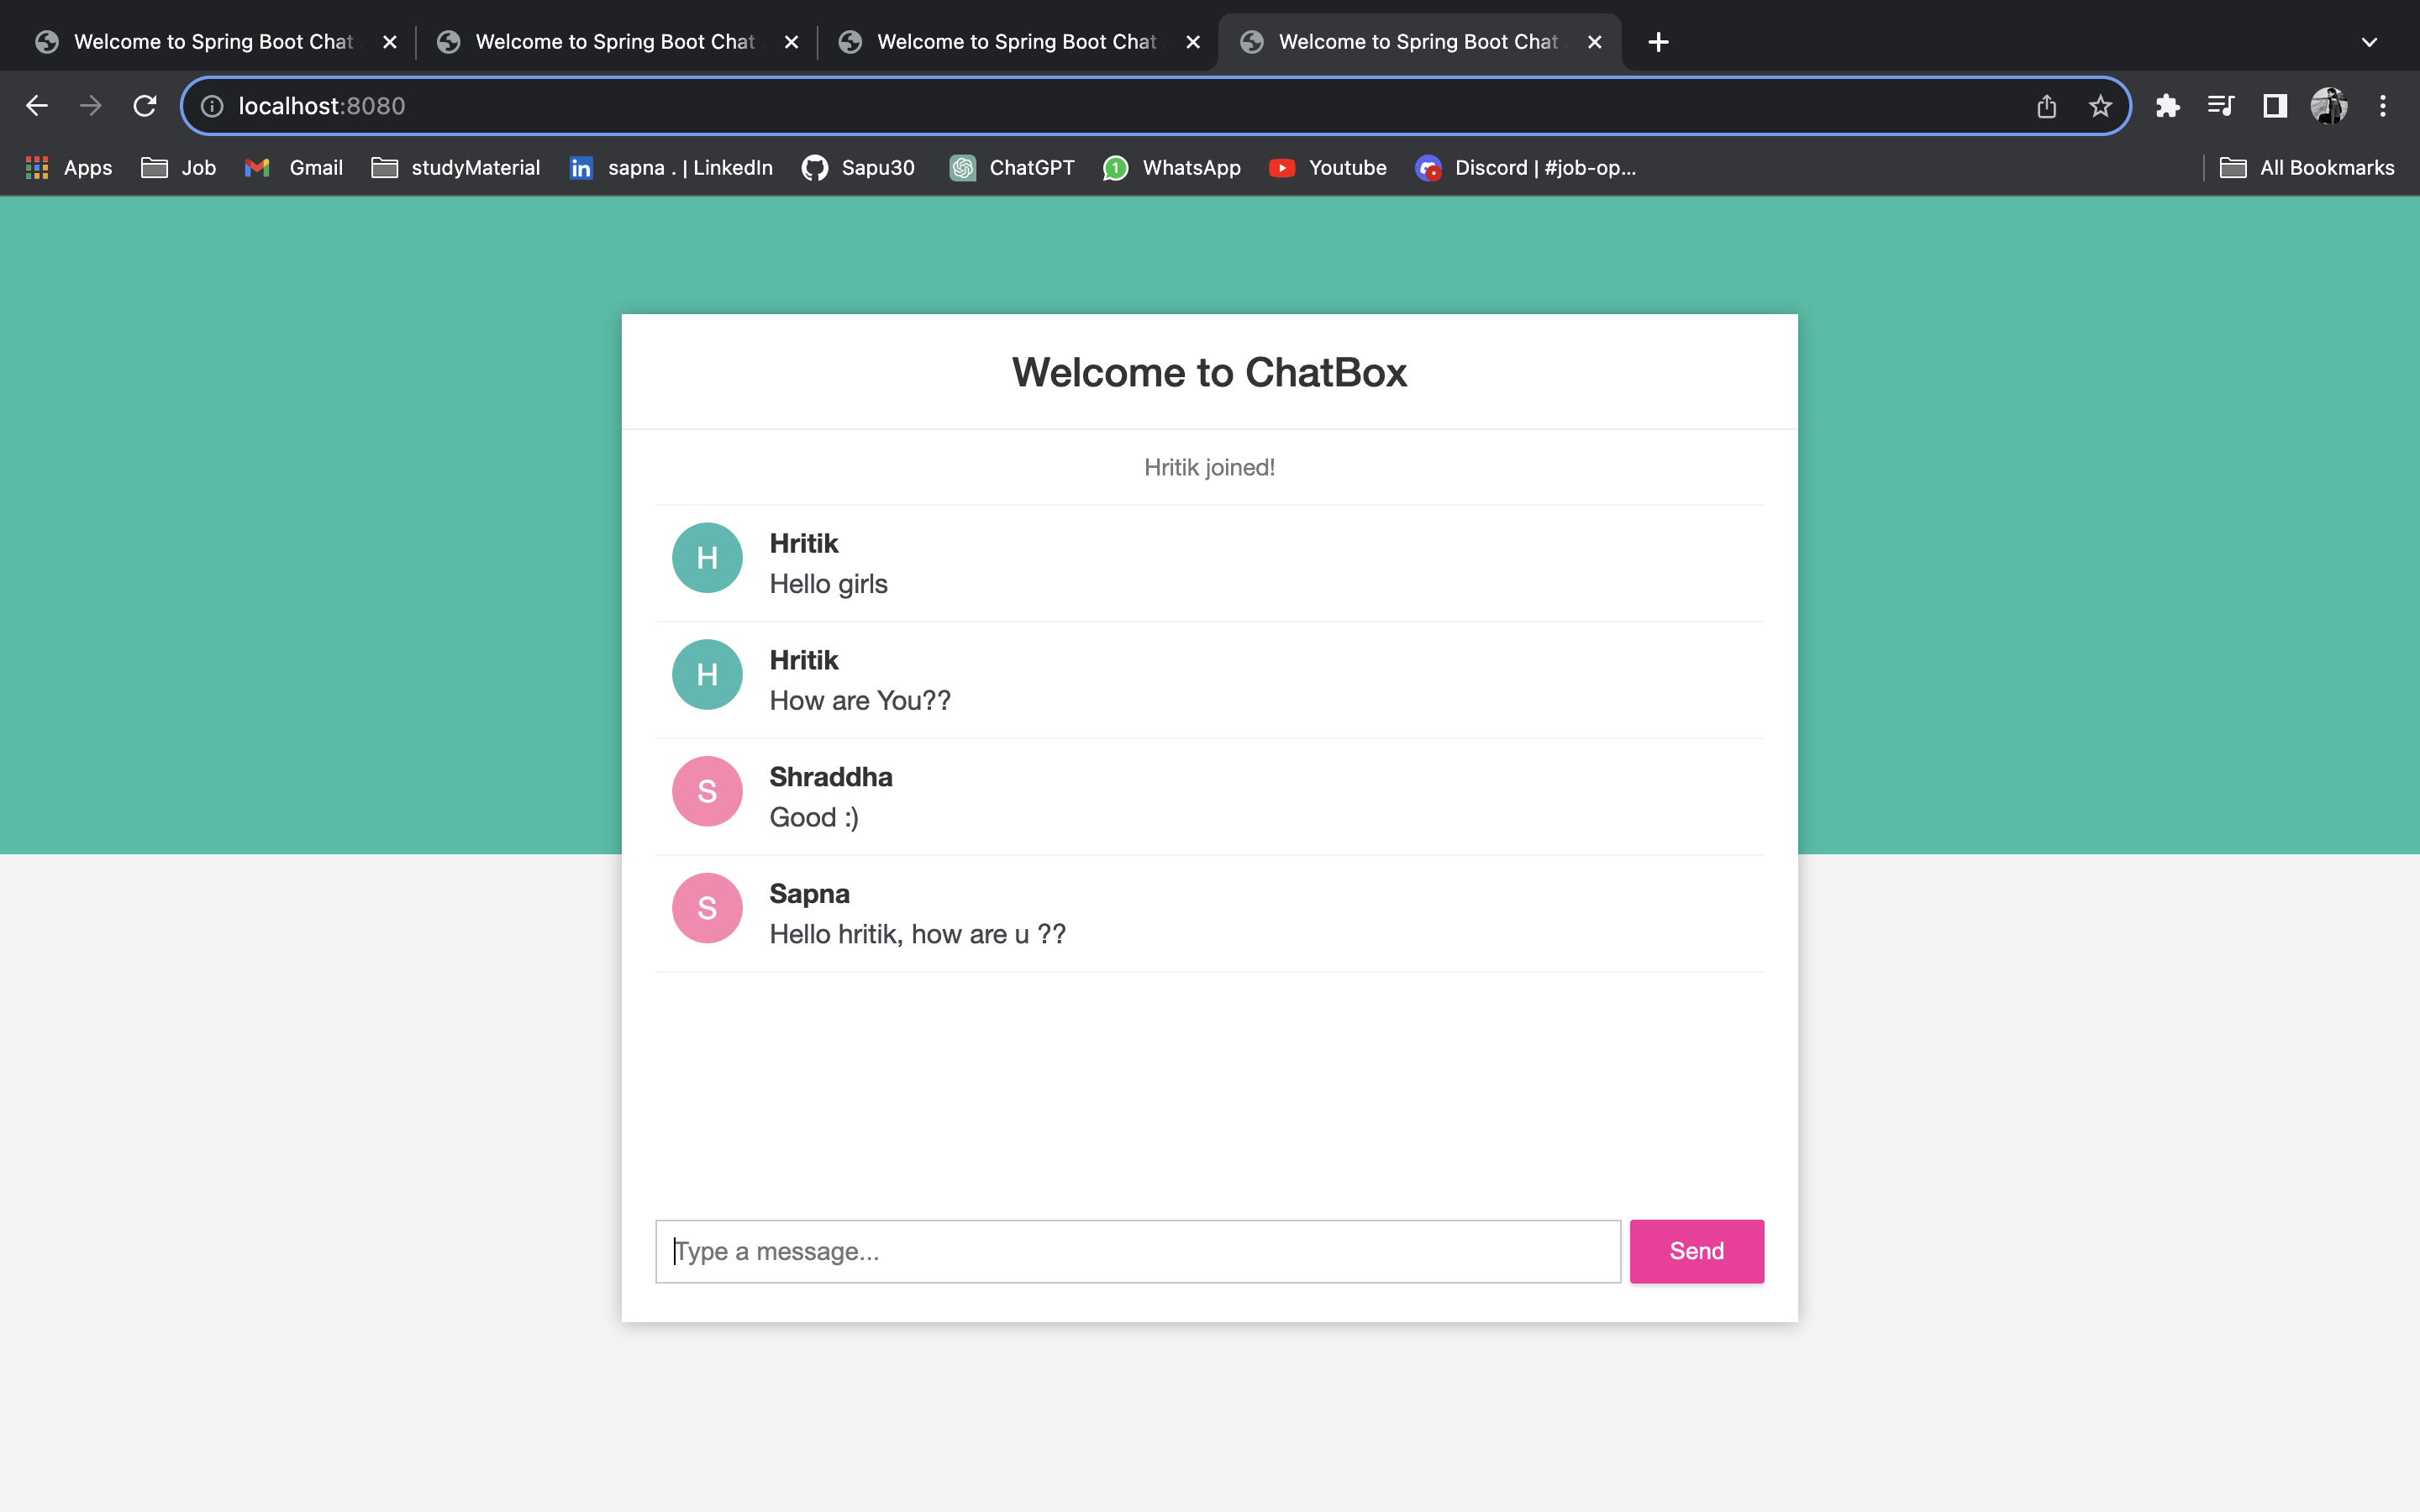 Welcome to Spring Boot Chat
Welcome to Spring Boot Chat
Welcome to Spring Boot Chat
Welcome to Spring Boot Chat
localhost:8080
Apps
Job
Gmail
studyMaterial
in
sapna . | LinkedIn
Sapu30
ChatGPT
1
WhatsApp
Youtube
Discord | #job-op...
All Bookmarks
Welcome to ChatBox
Hritik joined!
H
Hritik
Hello girls
H
Hritik
How are You??
S
Shraddha
Good :)
S
Sapna
Hello hritik, how are u ??
Type a message...
Send